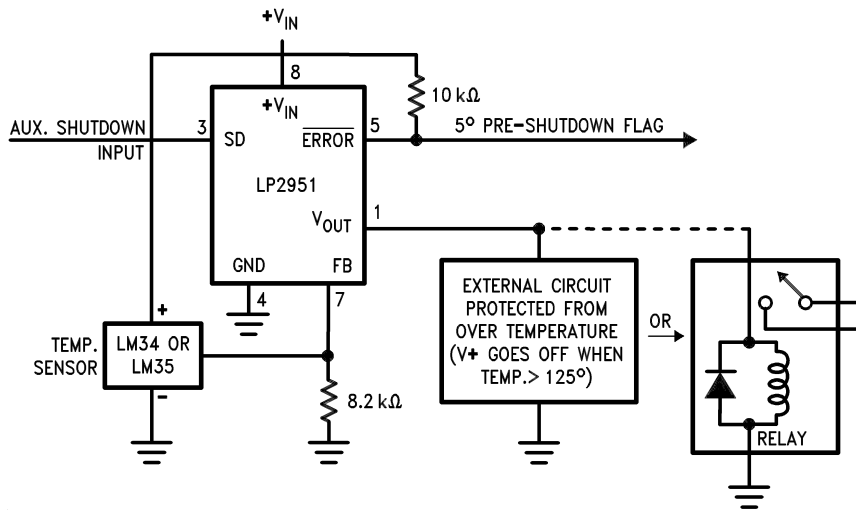 +VIN
8
+VIN
10 kΩ
AUX. SHUTDOWN
INPUT
3
SD
ERROR
5
5º PRE-SHUTDOWN FLAG
LP2951
VOUT
1
GND
FB
4
7
+
TEMP.
SENSOR
LM34 OR
LM35
-
8.2 kΩ
EXTERNAL CIRCUIT
PROTECTED FROM
OVER TEMPERATURE
(V+ GOES OFF WHEN
TEMP.> 125º)
OR
RELAY